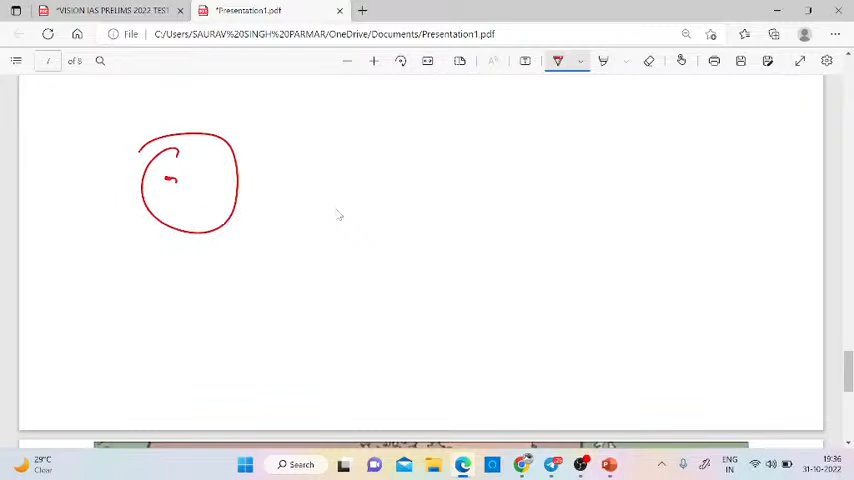 *VISION IAS PRELIMS 2022 TEST
*Presentation1.pdf
File
C:/Users/SAURAV%20SINGH%20PARMAR/OneDrive/Documents/Presentation1.pdf
7 of 8
29°C
Clear
Search
ENG
IN
19:36
31-10-2022